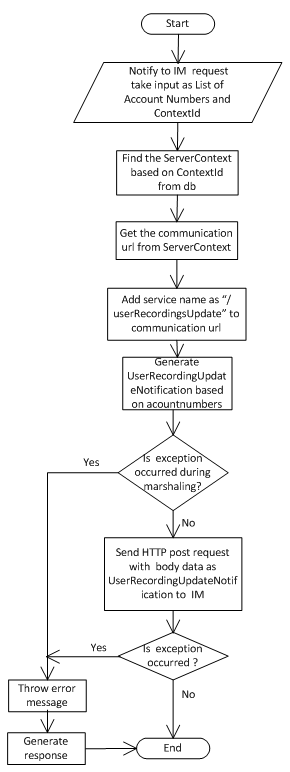 Start
Notify to IM request
take input as List of
Account Numbers and
ContextId
Find the ServerContext
based on ContextId
from db
Get the communication
url from ServerContext
Add service name as “/
userRecordingsUpdate” to
communication url
Generate
UserRecordingUpdat
eNotification based
on acountnumbers
Is exception
occurred during
marshaling?
Yes
No
Send HTTP post request
with body data as
UserRecordingUpdateNotif
ication to IM
Is exception
occurred ?
Yes
No
Throw error
message
Generate
response
End